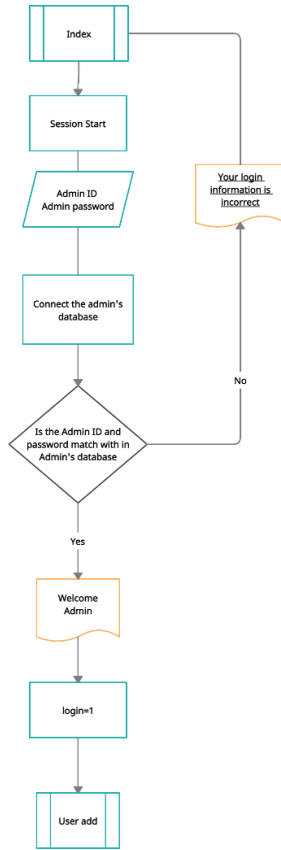 Index
Session Start
Your login
information is
incorrect
Admin ID
Admin password
Connect the admin's
database
No
Is the Admin ID and
password match with in
Admin's database
Yes
Welcome
Admin
login=1
User add